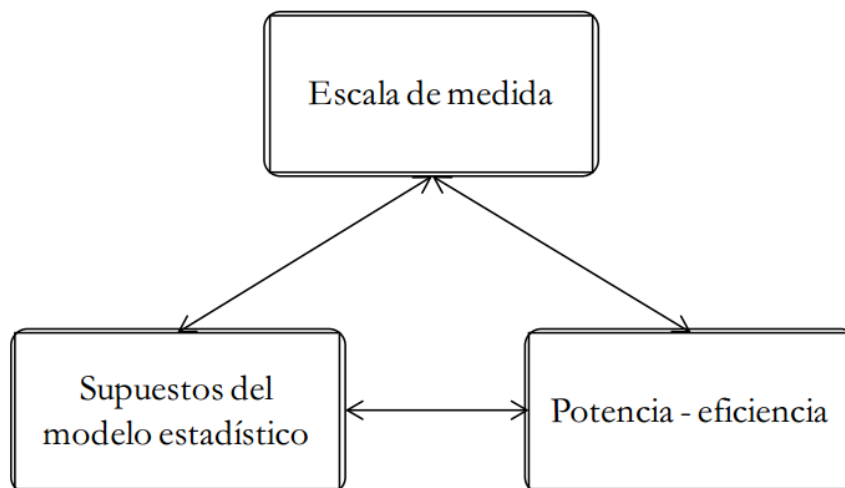 Escala de medida
Supuestos del
modelo estadístico
Potencia - eficiencia